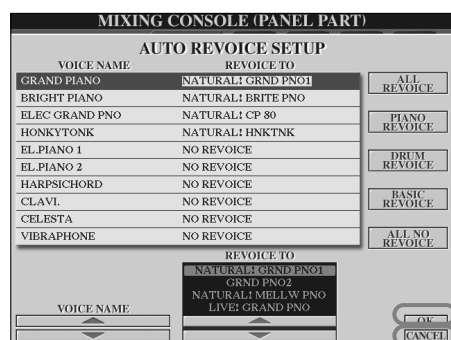 MIXING CONSOLE (PANEL PART)
AUTO REVOICE SETUP
VOICE NAME REVOICE TO
GRAND PIANO NATURAL! GRND PNO1
BRIGHT PIANO NATURAL! BRITE PNO
ELEC GRAND PNO NATURAL! CP 80
HONKYTONK NATURAL! HNKTNK
EL.PIANO 1 NO REVOICE
EL.PIANO 2 NO REVOICE
HARPSICHORD NO REVOICE
CLAVI. NO REVOICE
CELESTA NO REVOICE
VIBRAPHONE NO REVOICE
ALL
REVOICE
PIANO
REVOICE
DRUM
REVOICE
BASIC
REVOICE
ALL NO
REVOICE
REVOICE TO
NATURAL! GRND PNO1
GRND PNO2
NATURAL! MELLW PNO
LIVE! GRAND PNO
VOICE NAME
OK
CANCEL